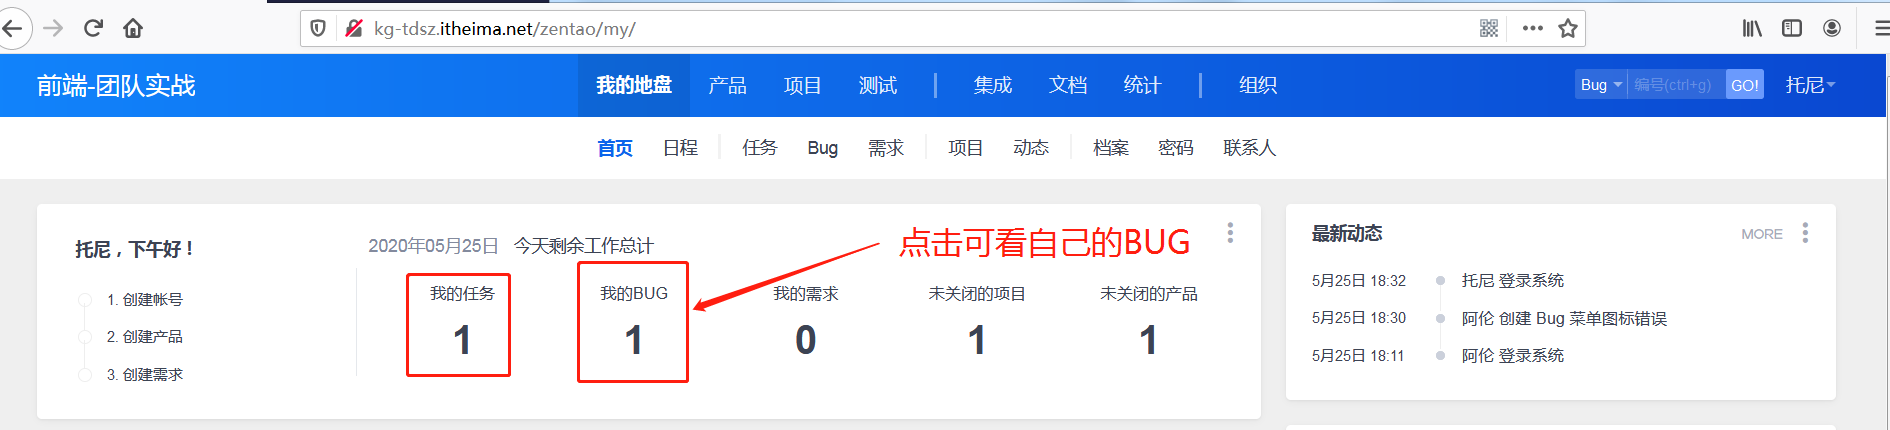 kg-tdsz.itheima.net/zentao/my/
前端-团队实战 我的地盘 产品 项目 测试 集成 文档 统计 组织 Bug 编号(ctrl+g) GO! 托尼
首页 日程 任务 Bug 需求 项目 动态 档案 密码 联系人
托尼，下午好！
1. 创建帐号
2. 创建产品
3. 创建需求
2020年05月25日 今天剩余工作总计
点击可看自己的BUG
我的任务 我的BUG 我的需求 未关闭的项目 未关闭的产品
1 1 0 1 1
最新动态 MORE
5月25日 18:32 托尼 登录系统
5月25日 18:30 阿伦 创建 Bug 菜单图标错误
5月25日 18:11 阿伦 登录系统